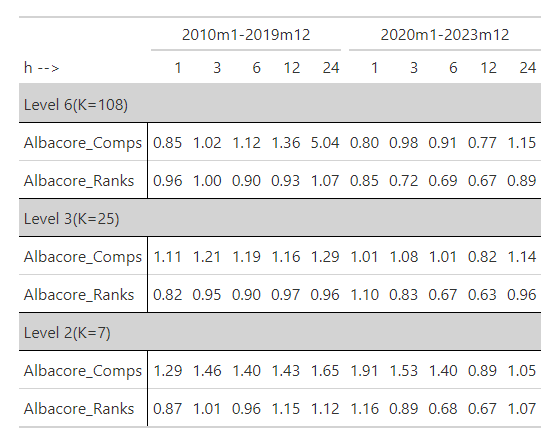 2010m1-2019m12 2020m1-2023m12
h --> 1 3 6 12 24 1 3 6 12 24
Level 6(K=108)
Albacore_Comps 0.85 1.02 1.12 1.36 5.04 0.80 0.98 0.91 0.77 1.15
Albacore_Ranks 0.96 1.00 0.90 0.93 1.07 0.85 0.72 0.69 0.67 0.89
Level 3(K=25)
Albacore_Comps 1.11 1.21 1.19 1.16 1.29 1.01 1.08 1.01 0.82 1.14
Albacore_Ranks 0.82 0.95 0.90 0.97 0.96 1.10 0.83 0.67 0.63 0.96
Level 2(K=7)
Albacore_Comps 1.29 1.46 1.40 1.43 1.65 1.91 1.53 1.40 0.89 1.05
Albacore_Ranks 0.87 1.01 0.96 1.15 1.12 1.16 0.89 0.68 0.67 1.07